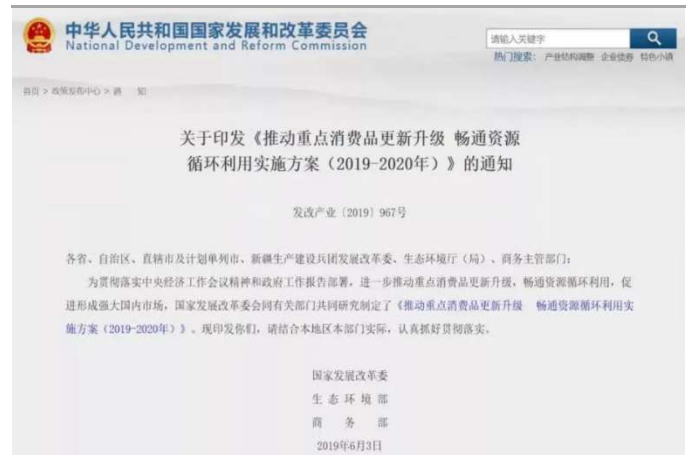 中华人民共和国国家发展和改革委员会
National Development and Reform Commission
请输入关键字
热门搜索： 产业结构调整 企业债券 特色小镇
首页 > 政策发布中心 > 通 知
关于印发《推动重点消费品更新升级 畅通资源
循环利用实施方案（2019-2020年）》的通知
发改产业〔2019〕967号
各省、自治区、直辖市及计划单列市、新疆生产建设兵团发展改革委、生态环境厅（局）、商务主管部门：
为贯彻落实中央经济工作会议精神和政府工作报告部署，进一步推动重点消费品更新升级，畅通资源循环利用，促
进形成强大国内市场，国家发展改革委会同有关部门共同研究制定了《推动重点消费品更新升级 畅通资源循环利用实
施方案（2019-2020年）》。现印发你们，请结合本地区本部门实际，认真抓好贯彻落实。
国家发展改革委
生 态 环 境 部
商 务 部
2019年6月3日